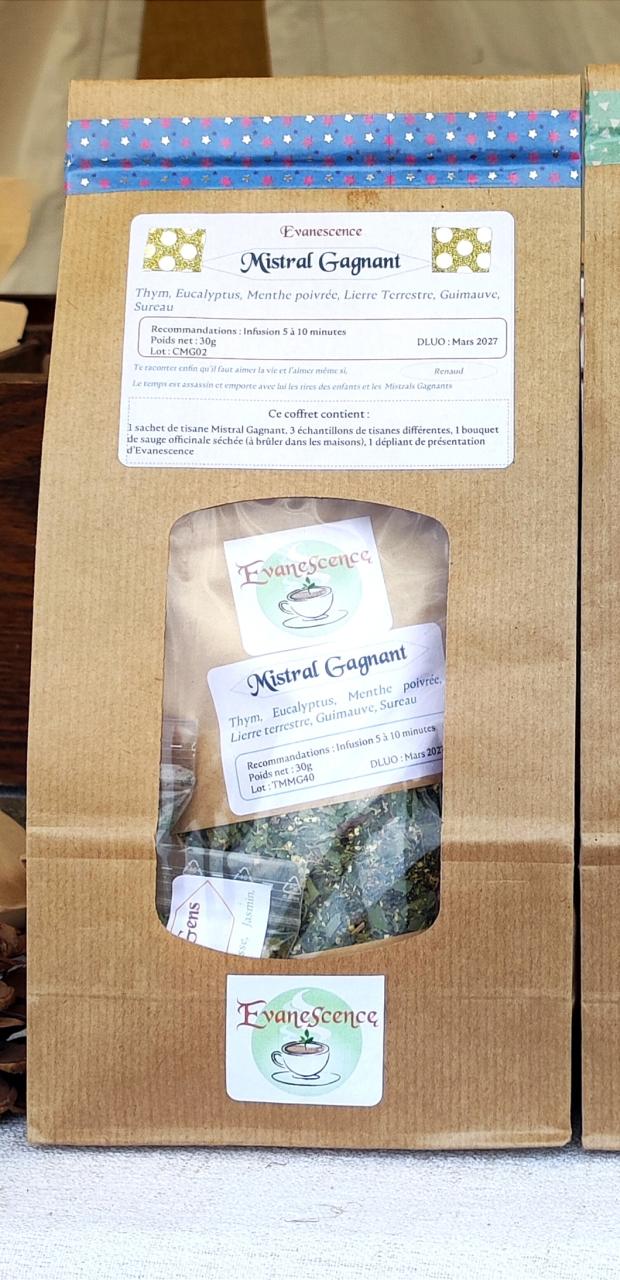 Evanescence
Mistral Gagnant
Thym, Eucalyptus, Menthe poivrée, Lierre Terrestre, Guimauve,
Sureau
Recommandations : Infusion 5 à 10 minutes
Poids net : 30g
DLUO : Mars 2027
Lot : CMG02
Te raconter enfin qu'il faut aimer la vie et l'aimer même si,
Renaud
Le temps est assassin et emporte avec lui les rires des enfants et les Mistrals Gagnants
Ce coffret contient :
1 sachet de tisane Mistral Gagnant, 3 échantillons de tisanes différentes, 1 bouquet
de sauge officinale séchée (à brûler dans les maisons), 1 dépliant de présentation
d'Evanescence
Evanescence
Mistral Gagnant
Thym, Eucalyptus, Menthe poivrée,
Lierre terrestre, Guimauve, Sureau
Recommandations : Infusion 5 à 10 minutes
Poids net : 30g
DLUO : Mars 202
Lot : TMMG40
Jasmin,
Evanescence